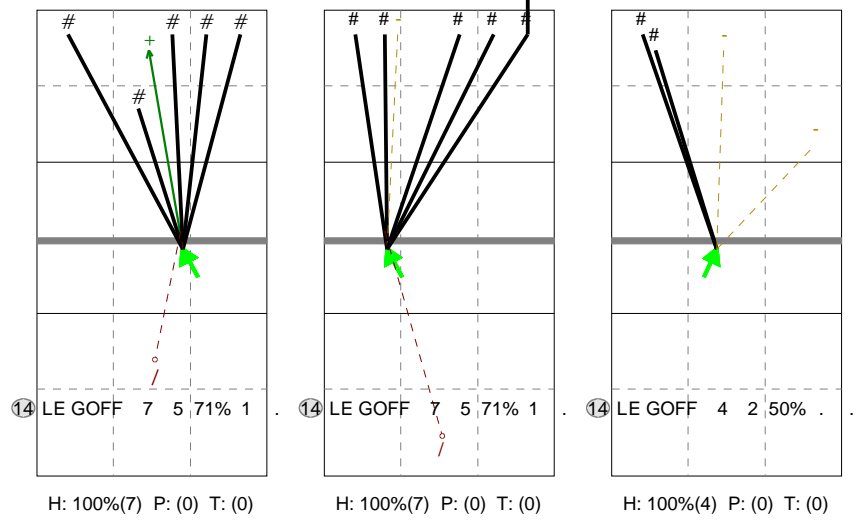 # # # #
+
#
# # - # # #
#
#
-
-
14 LE GOFF 7 5 71% 1 .
14 LE GOFF 7 5 71% 1 .
14 LE GOFF 4 2 50% . .
H: 100%(7) P: (0) T: (0)
H: 100%(7) P: (0) T: (0)
H: 100%(4) P: (0) T: (0)